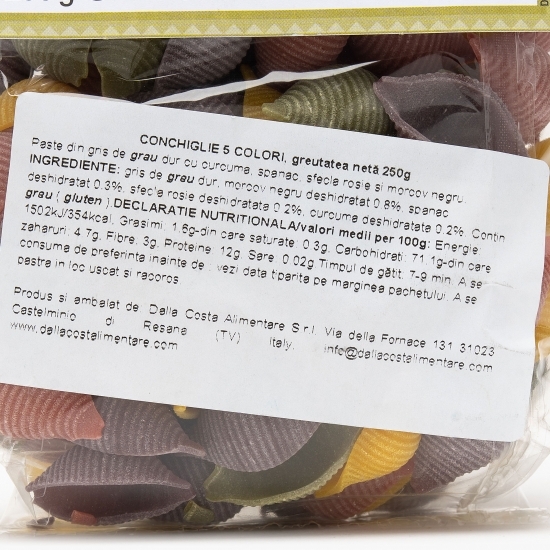 CONCHIGLIE 5 COLORI, greutatea netă 250g
Paste din gris de grau dur cu curcuma, spanac, sfecla rosie si morcov negru.
INGREDIENTE: gris de grau dur, morcov negru deshidratat 0.8%, spanac
deshidratat 0.3%, sfecla rosie deshidratata 0.2%, curcuma deshidratata 0.2%. Contin
grau ( gluten ).DECLARATIE NUTRITIONALA/valori medii per 100g: Energie:
1502kJ/354kcal, Grasimi: 1.6g-din care saturate: 0.3g, Carbohidrati: 71.1g-din care
zaharuri: 4.7g, Fibre: 3g, Proteine: 12g, Sare: 0.02g Timpul de gătit: 7-9 min. A se
consuma de preferinta inainte de : vezi data tiparita pe marginea pachetului. A se
pastra in loc uscat si racoros.
Produs si ambalat de: Dalla Costa Alimentare S.r.l. Via della Fornace 131 31023
Castelminio di Resana (TV) Italy. info@dallacostalimentare.com
www.dallacostalimentare.com